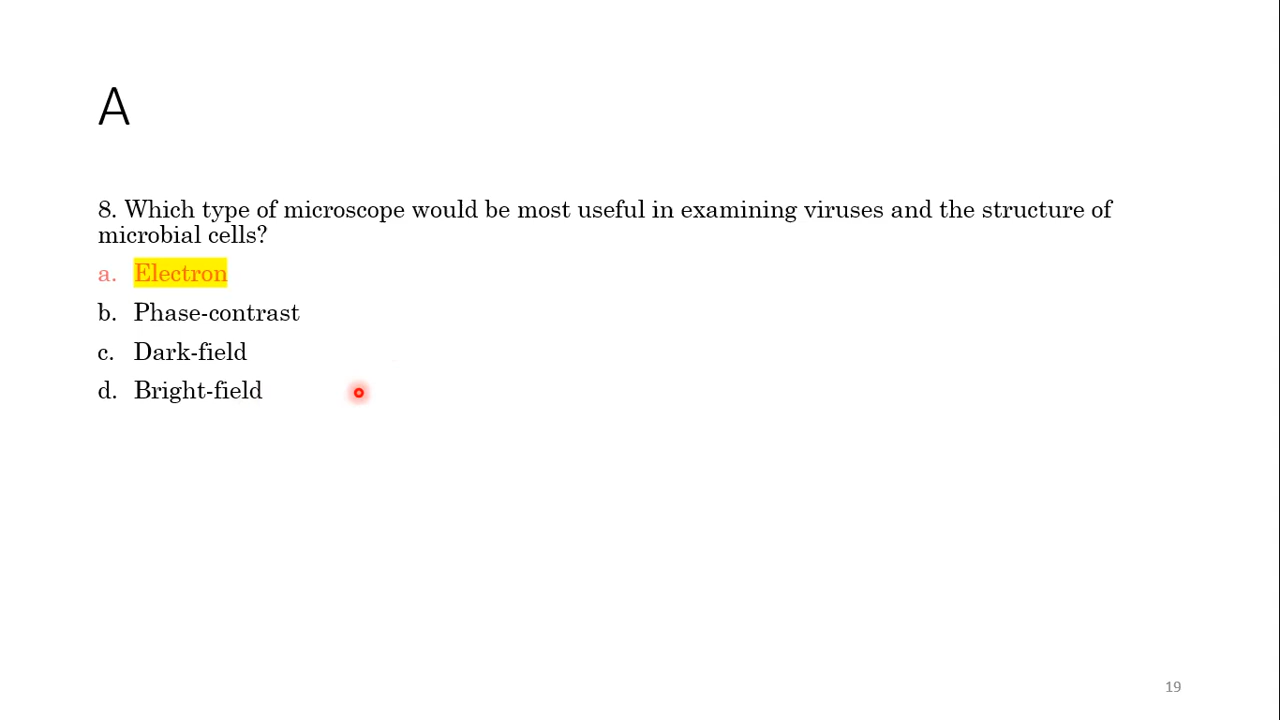 A
8. Which type of microscope would be most useful in examining viruses and the structure of
microbial cells?
a. Electron
b. Phase-contrast
c. Dark-field
d. Bright-field
19